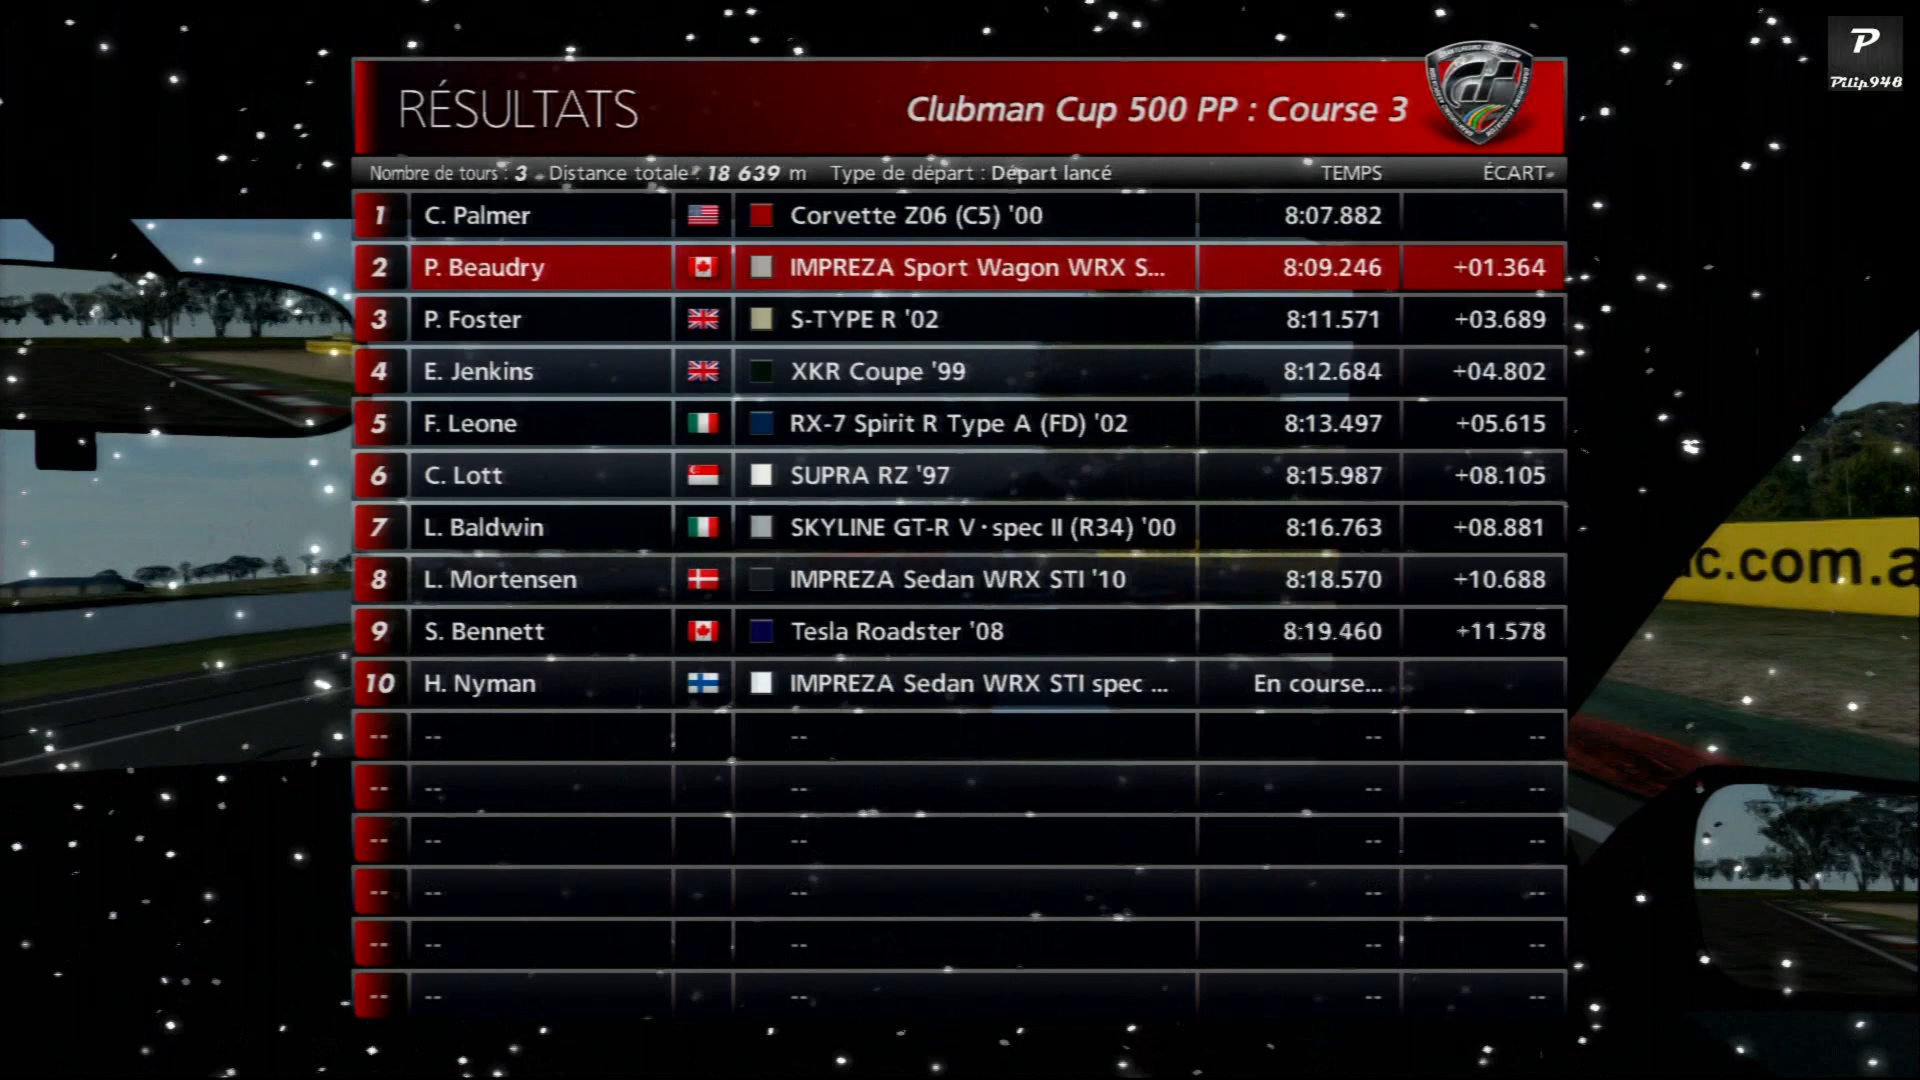 P
Pilip948
RÉSULTATS Clubman Cup 500 PP : Course 3
Nombre de tours : 3 Distance totale : 18 639 m Type de départ : Départ lancé TEMPS ÉCART
1 C. Palmer Corvette Z06 (C5) '00 8:07.882
2 P. Beaudry IMPREZA Sport Wagon WRX S... 8:09.246 +01.364
3 P. Foster S-TYPE R '02 8:11.571 +03.689
4 E. Jenkins XKR Coupe '99 8:12.684 +04.802
5 F. Leone RX-7 Spirit R Type A (FD) '02 8:13.497 +05.615
6 C. Lott SUPRA RZ '97 8:15.987 +08.105
7 L. Baldwin SKYLINE GT-R V·spec II (R34) '00 8:16.763 +08.881
8 L. Mortensen IMPREZA Sedan WRX STI '10 8:18.570 +10.688
9 S. Bennett Tesla Roadster '08 8:19.460 +11.578
10 H. Nyman IMPREZA Sedan WRX STI spec ... En course...
-- -- -- -- --
-- -- -- -- --
-- -- -- -- --
-- -- -- -- --
-- -- -- -- --
-- -- -- -- --
c.com.a